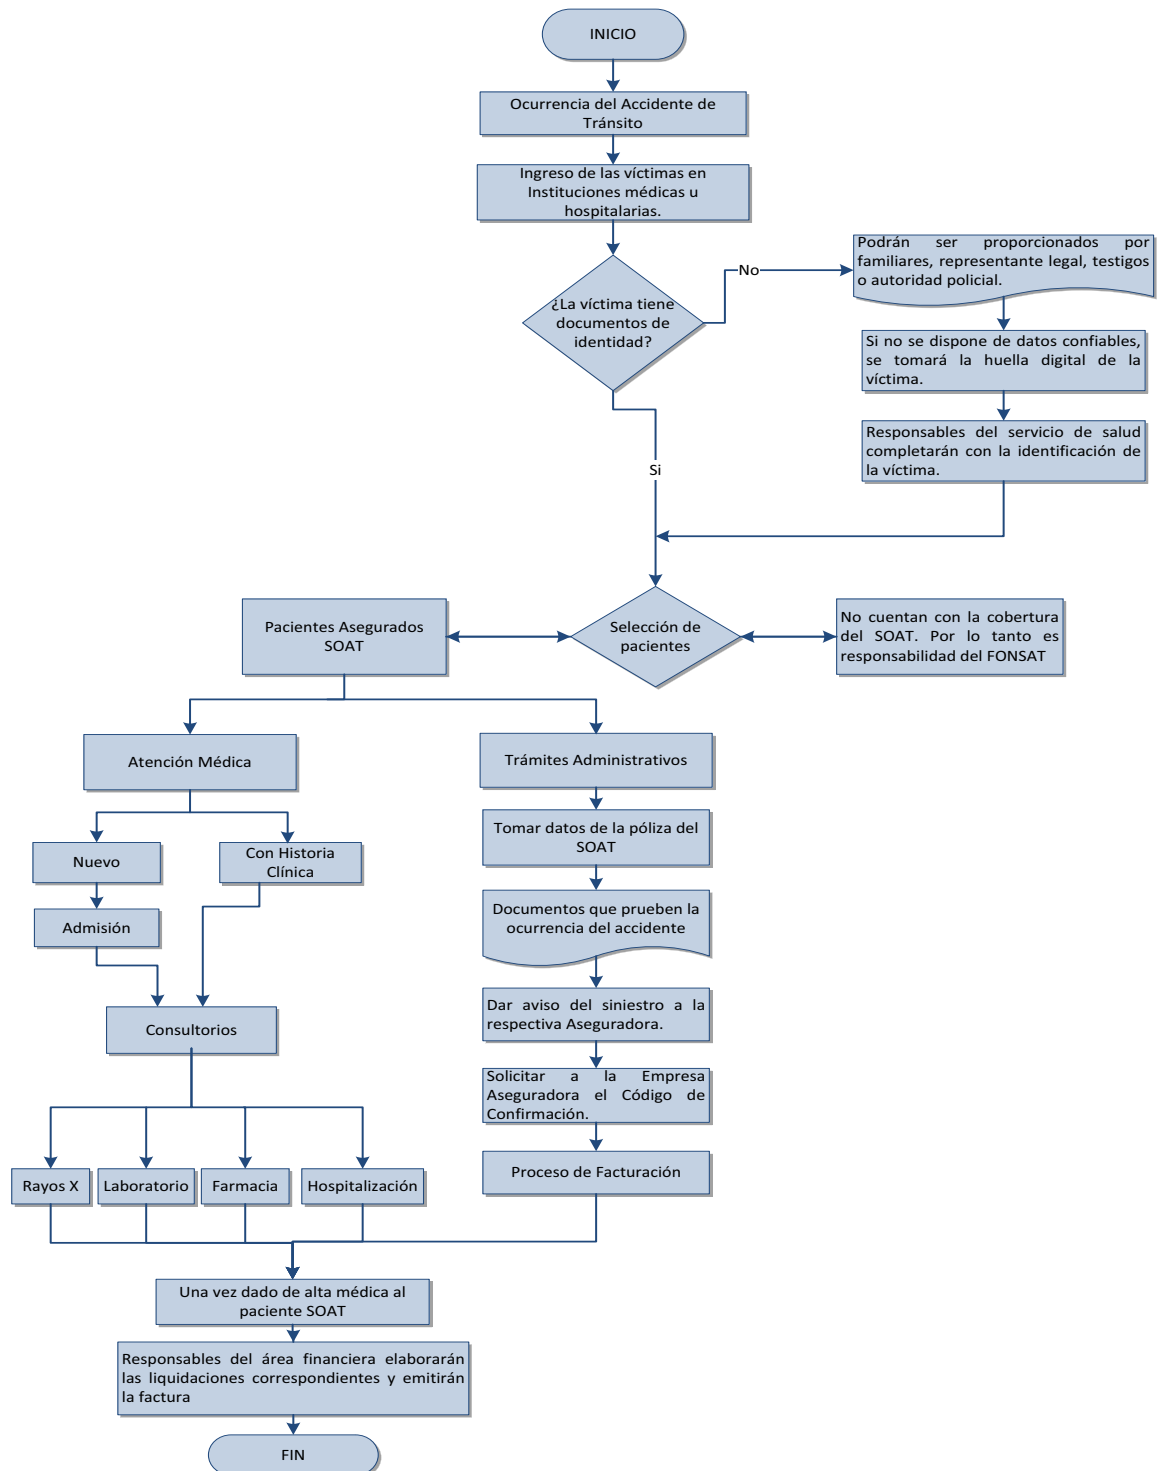 INICIO
Ocurrencia del Accidente de
Tránsito
Ingreso de las víctimas en
Instituciones médicas u
hospitalarias.
¿La víctima tiene
documentos de
identidad?
No
Podrán ser proporcionados por
familiares, representante legal, testigos
o autoridad policial.
Si no se dispone de datos confiables,
se tomará la huella digital de la
víctima.
Responsables del servicio de salud
completarán con la identificación de
la víctima.
Si
Pacientes Asegurados
SOAT
Selección de
pacientes
No cuentan con la cobertura
del SOAT. Por lo tanto es
responsabilidad del FONSAT
Atención Médica
Nuevo
Con Historia
Clínica
Admisión
Consultorios
Rayos X
Laboratorio
Farmacia
Hospitalización
Trámites Administrativos
Tomar datos de la póliza del
SOAT
Documentos que prueben la
ocurrencia del accidente
Dar aviso del siniestro a la
respectiva Aseguradora.
Solicitar a la Empresa
Aseguradora el Código de
Confirmación.
Proceso de Facturación
Una vez dado de alta médica al
paciente SOAT
Responsables del área financiera elaborarán
las liquidaciones correspondientes y emitirán
la factura
FIN